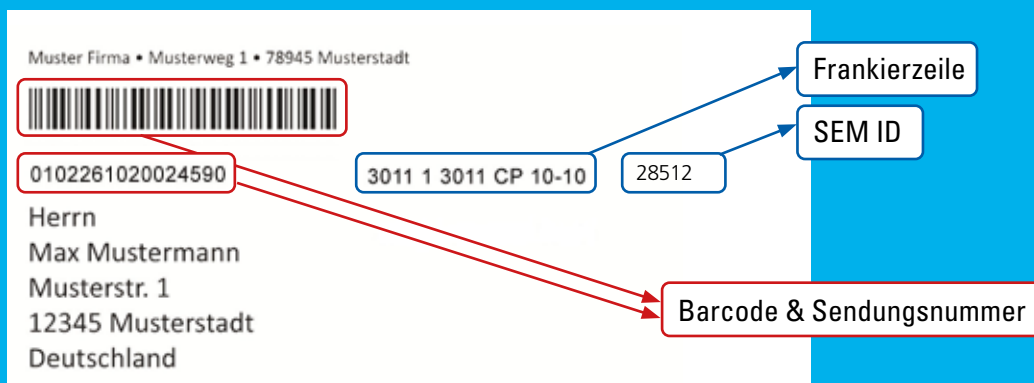 Muster Firma • Musterweg 1 • 78945 Musterstadt
Frankierzeile
SEM ID
0102261020024590 3011 1 3011 CP 10-10 28512
Herrn
Max Mustermann
Musterstr. 1
12345 Musterstadt
Deutschland
Barcode & Sendungsnummer